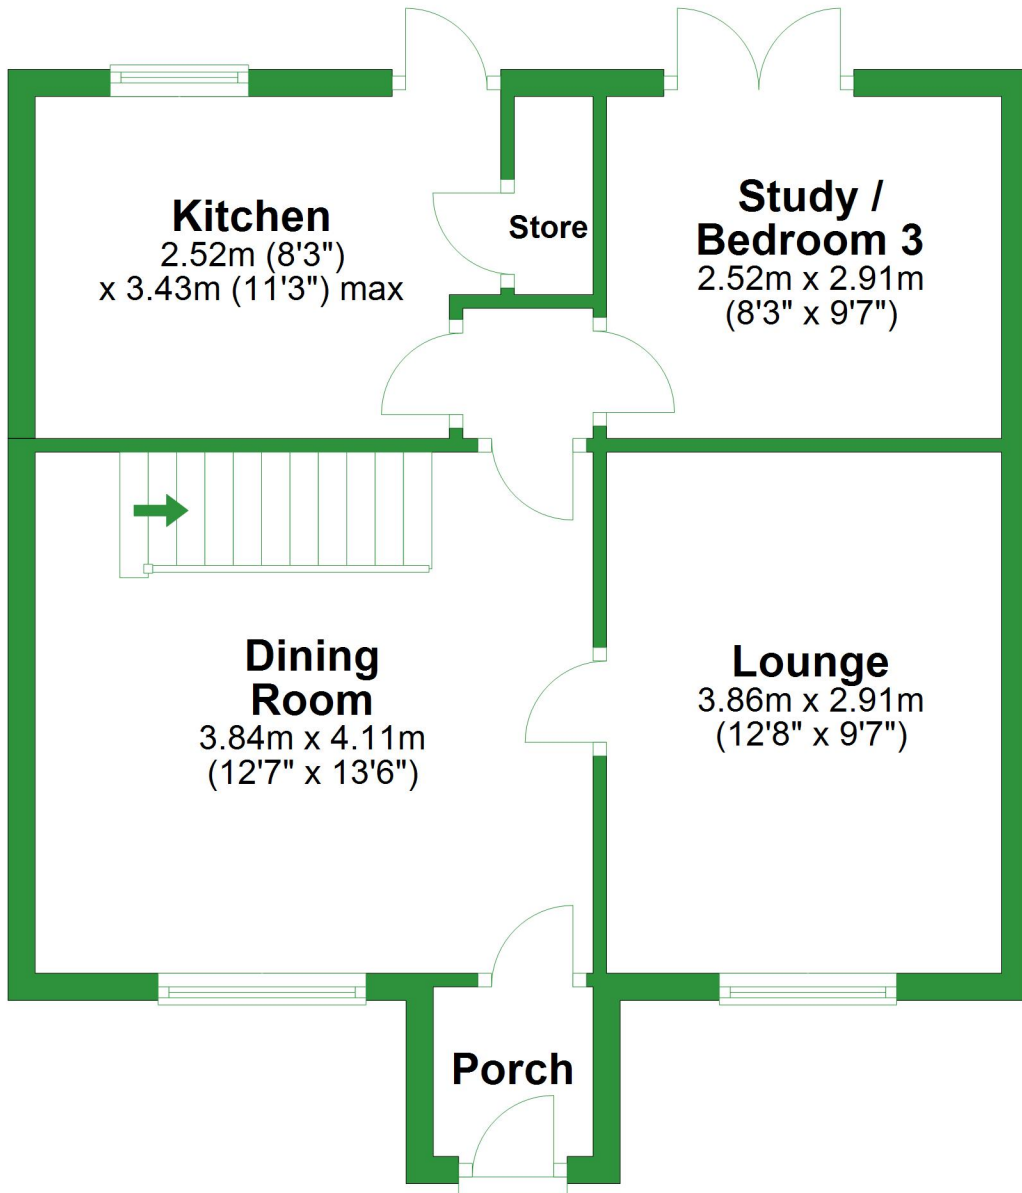 Kitchen
2.52m (8'3")
x 3.43m (11'3") max
Store
Study /
Bedroom 3
2.52m x 2.91m
(8'3" x 9'7")
Dining
Room
3.84m x 4.11m
(12'7" x 13'6")
Lounge
3.86m x 2.91m
(12'8" x 9'7")
Porch